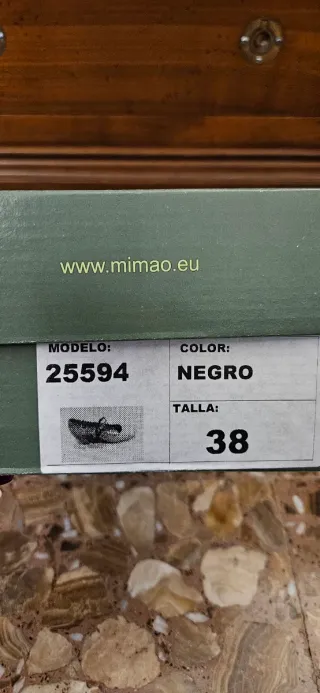 www.mimao.eu
MODELO:
25594
COLOR:
NEGRO
TALLA:
38